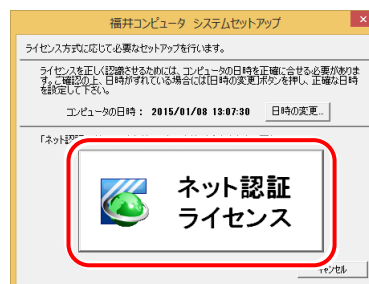 福井コンピュータ システムセットアップ
ライセンス方式に応じて必要なセットアップを行います。
ライセンスを正しく認識させるためには、コンピュータの日時を正確に合せる必要がありま
す。ご確認の上、日時がずれている場合には[日時の変更]ボタンを押し、正確な日時
を設定して下さい。
コンピュータの日時： 2015/01/08 13:07:30 日時の変更...
「ネット認証
ネット認証
ライセンス
キャンセル